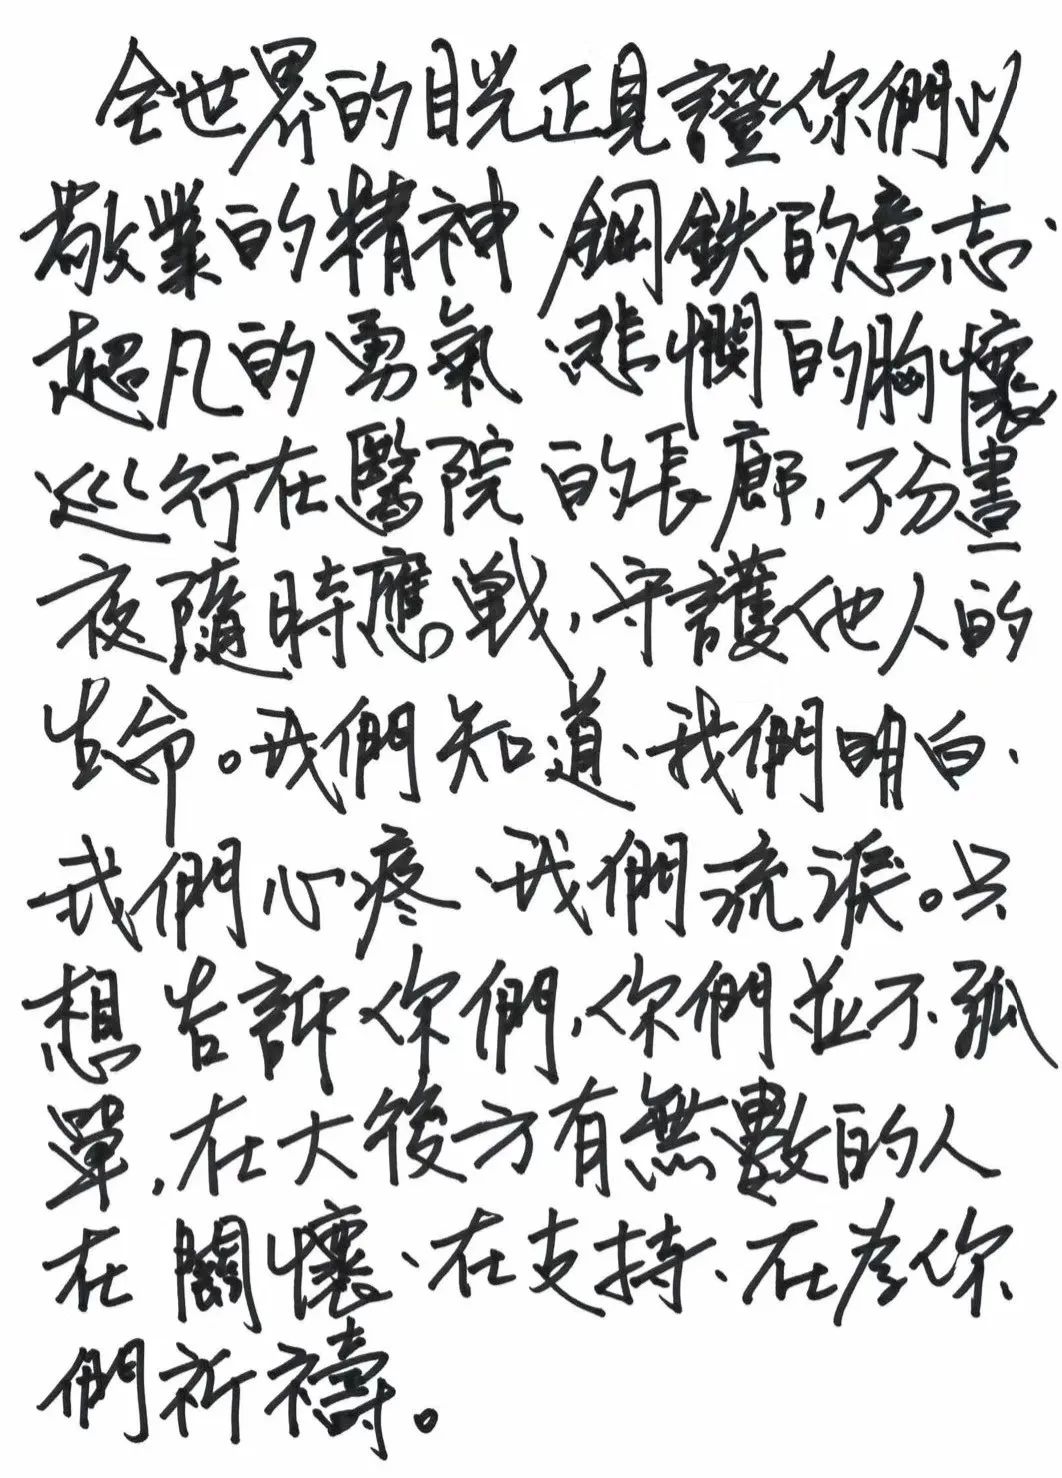 全世界的目光正見證你們以
敬業的精神、鋼鉄的意志、
超凡的勇氣、悲憫的胸懷
巡行在醫院的長廊,不分晝
夜隨時應戰,守護他人的
生命。我們知道、我們明白、
我們心疼、我們流淚。只
想告訴你們,你們並不孤
單,在大後方有無數的人
在關懷、在支持、在為你
們祈禱。